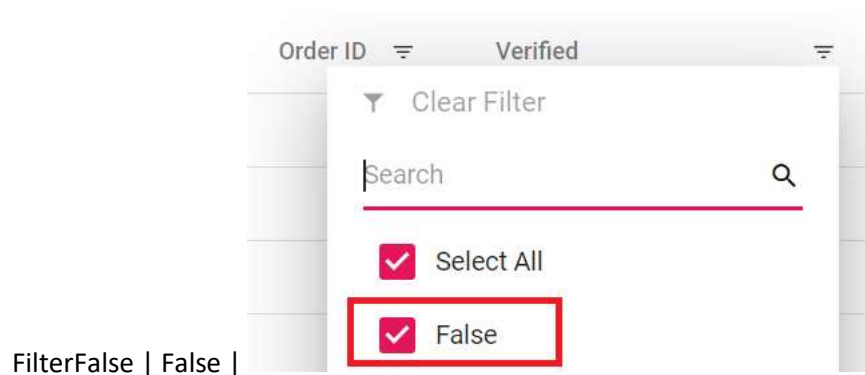 Order ID Verified
Clear Filter
Search
Select All
False
FilterFalse | False |